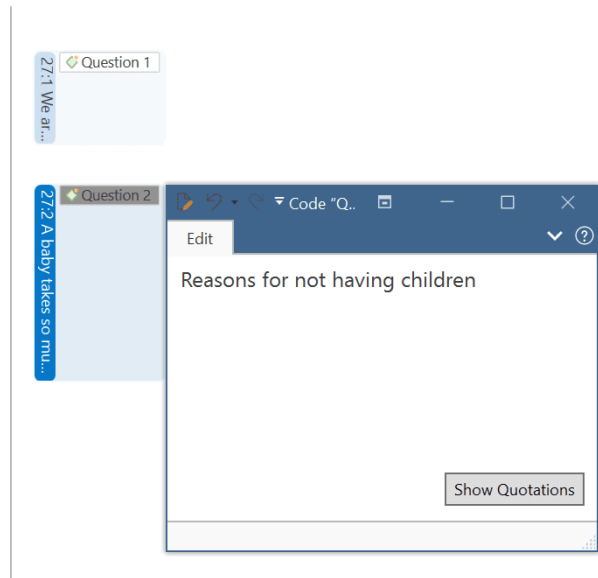 27:1 We ar...
Question 1
27:2 A baby takes so mu...
Question 2
Code "Q..
Edit
Reasons for not having children
Show Quotations